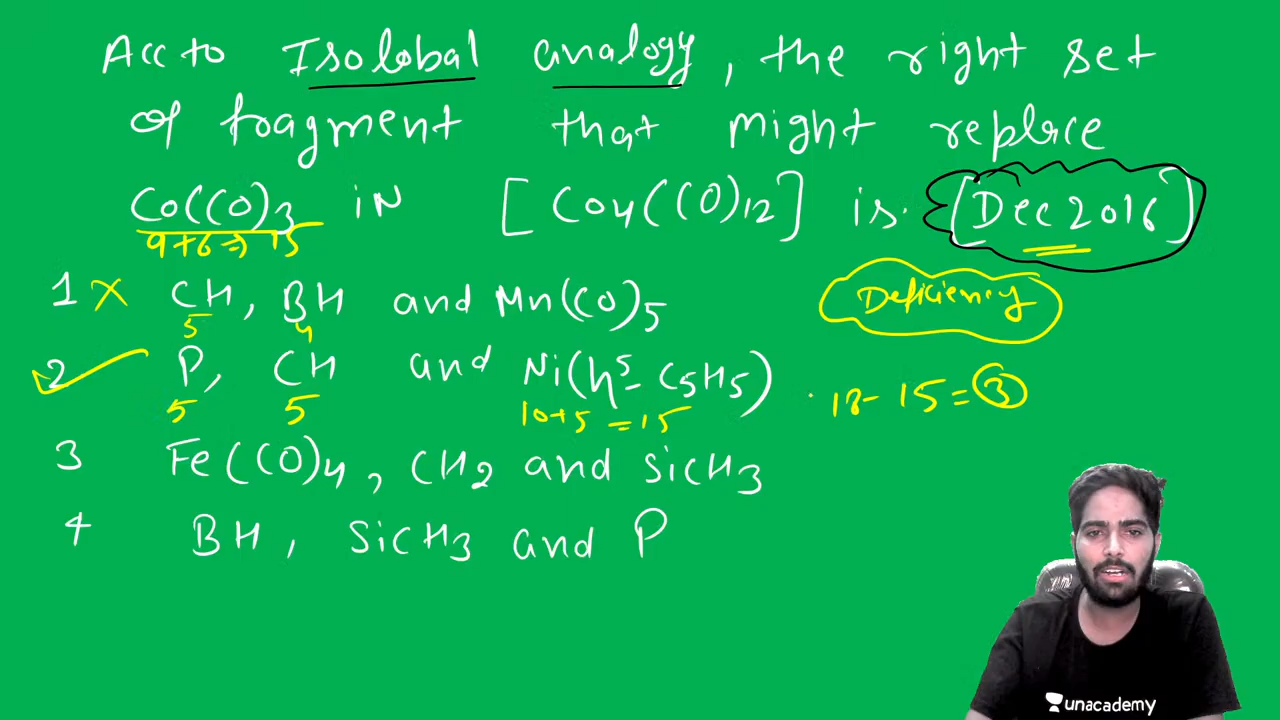 Acc to Isolobal analogy, the right set
of fragment that might replace
Co(CO)3 in [Co4(CO)12] is. [Dec 2016]
9+6 => 15
1 × CH, BH and Mn(CO)5
5 4
Deficiency
2 P, CH and Ni(η5- C5H5)
5 5 10+5 = 15
18 - 15 = 3
3 Fe(CO)4, CH2 and SiCH3
4 BH, SiCH3 and P
unacademy